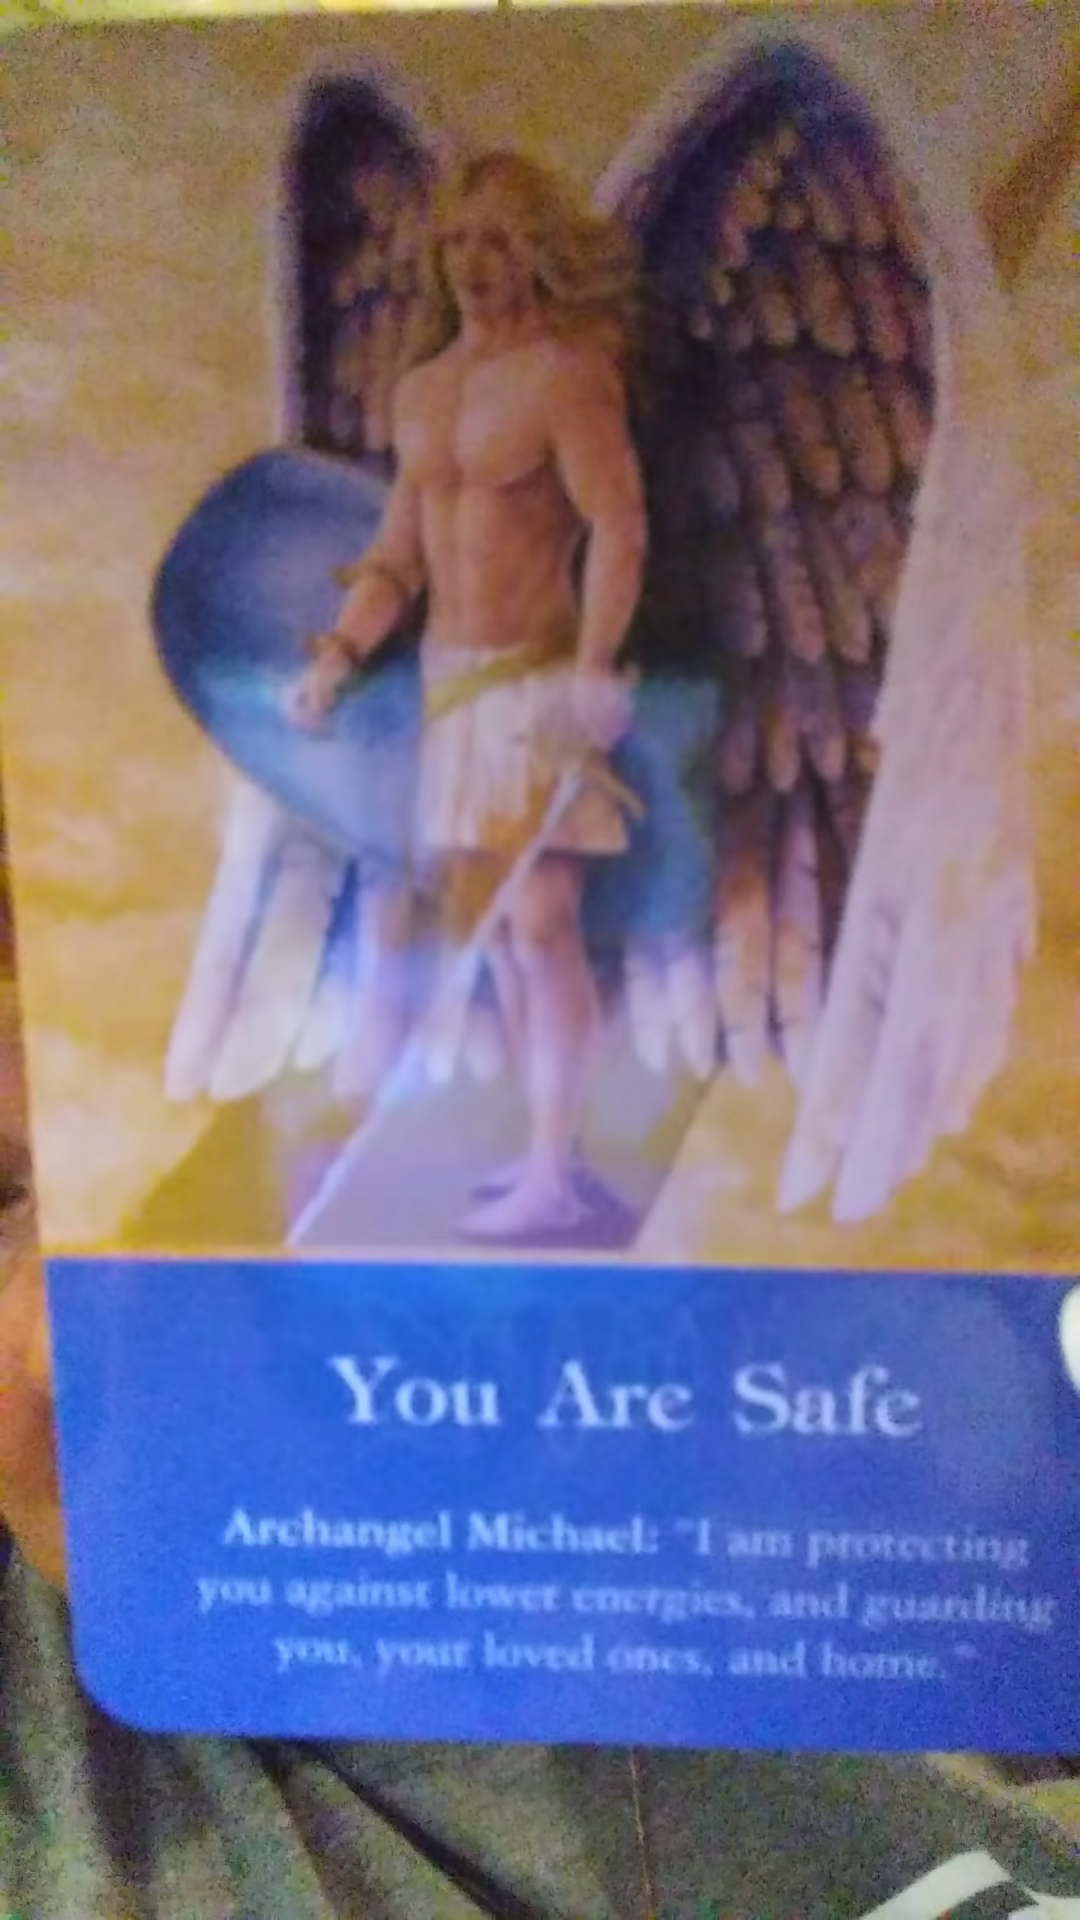 You Are Safe
Archangel Michael: "I am protecting
you against lower energies, and guarding
you, your loved ones, and home."